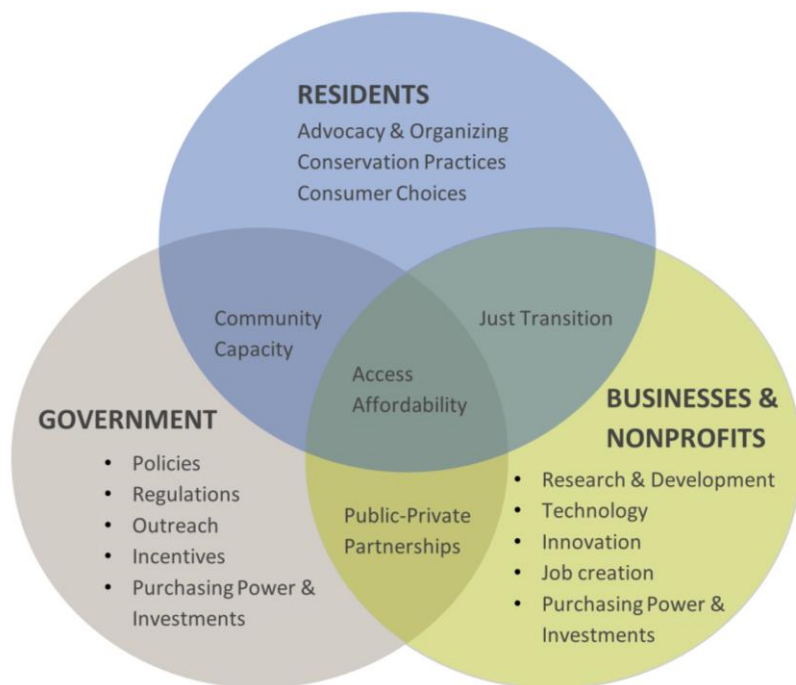 RESIDENTS
Advocacy & Organizing
Conservation Practices
Consumer Choices
Community
Capacity
Just Transition
Access
Affordability
GOVERNMENT
• Policies
• Regulations
• Outreach
• Incentives
• Purchasing Power &
Investments
BUSINESSES &
NONPROFITS
• Research & Development
• Technology
• Innovation
• Job creation
• Purchasing Power &
Investments
Public-Private
Partnerships